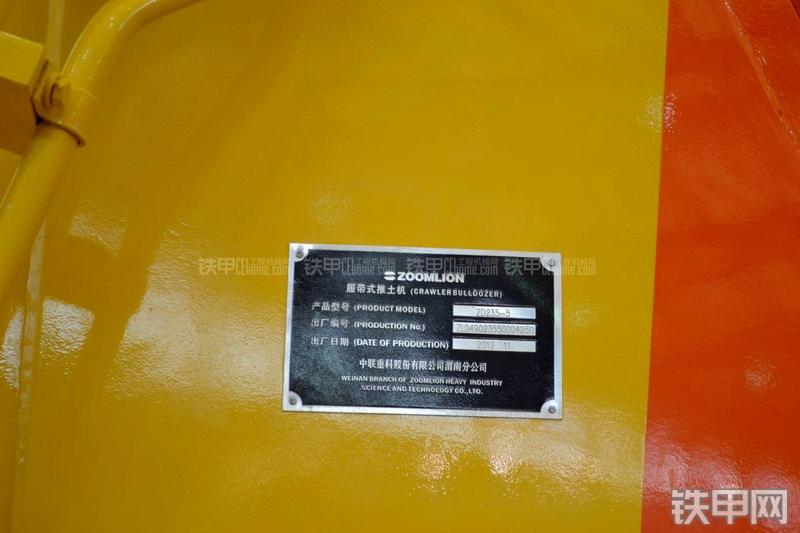 ZOOMLION
履带式推土机 (CRAWLER BULLDOZER)
产品型号 (PRODUCT MODEL) ZD235-5
出厂编号 (PRODUCTION No.) ZL04902355D004250
出厂日期 (DATE OF PRODUCTION) 2012 11
中联重科股份有限公司渭南分公司
WEINAN BRANCH OF ZOOMLION HEAVY INDUSTRY
SCIENCE AND TECHNOLOGY CO.,LTD.
铁甲网